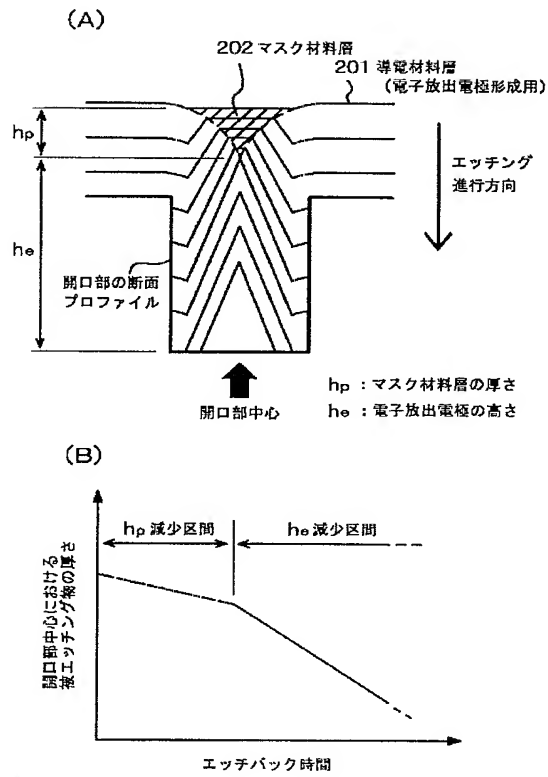 (A)
202 マスク材料層
201 導電材料層
(電子放出電極形成用)
hp
he
エッチング
進行方向
開口部の断面
プロファイル
開口部中心
hp : マスク材料層の厚さ
he : 電子放出電極の高さ
(B)
hp 減少区間
he 減少区間
開口部中心における
被エッチング物の厚さ
エッチバック時間